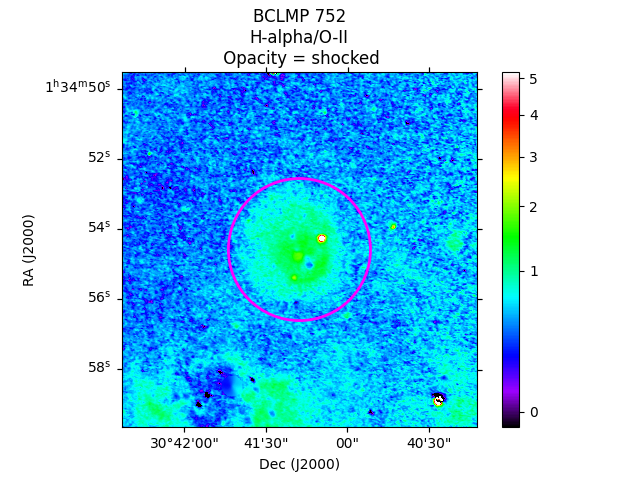 BCLMP 752
H-alpha/O-II
Opacity = shocked
1ʰ34ᵐ50ˢ
52ˢ
54ˢ
56ˢ
58ˢ
RA (J2000)
30°42'00"
41'30"
00"
40'30"
Dec (J2000)
5
4
3
2
1
0